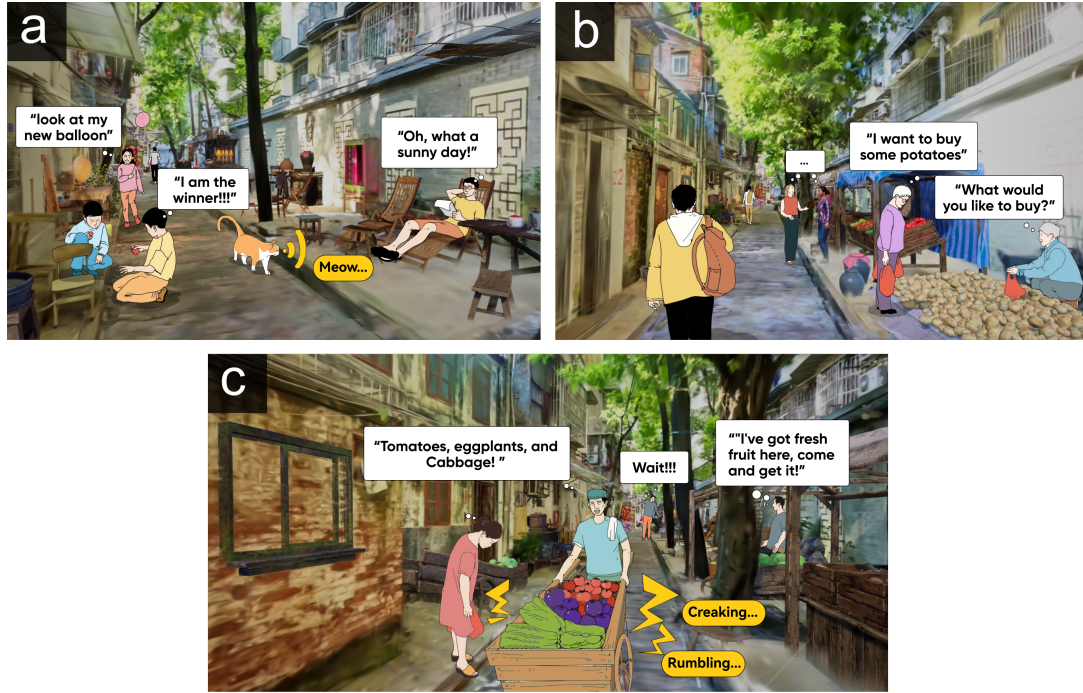 a
“look at my
new balloon”
“I am the
winner!!!”
“Oh, what a
sunny day!”
Meow...
b
...
“I want to buy
some potatoes”
“What would
you like to buy?”
c
“Tomatoes, eggplants, and
Cabbage! ”
Wait!!!
“"I've got fresh
fruit here, come
and get it!”
Creaking...
Rumbling...